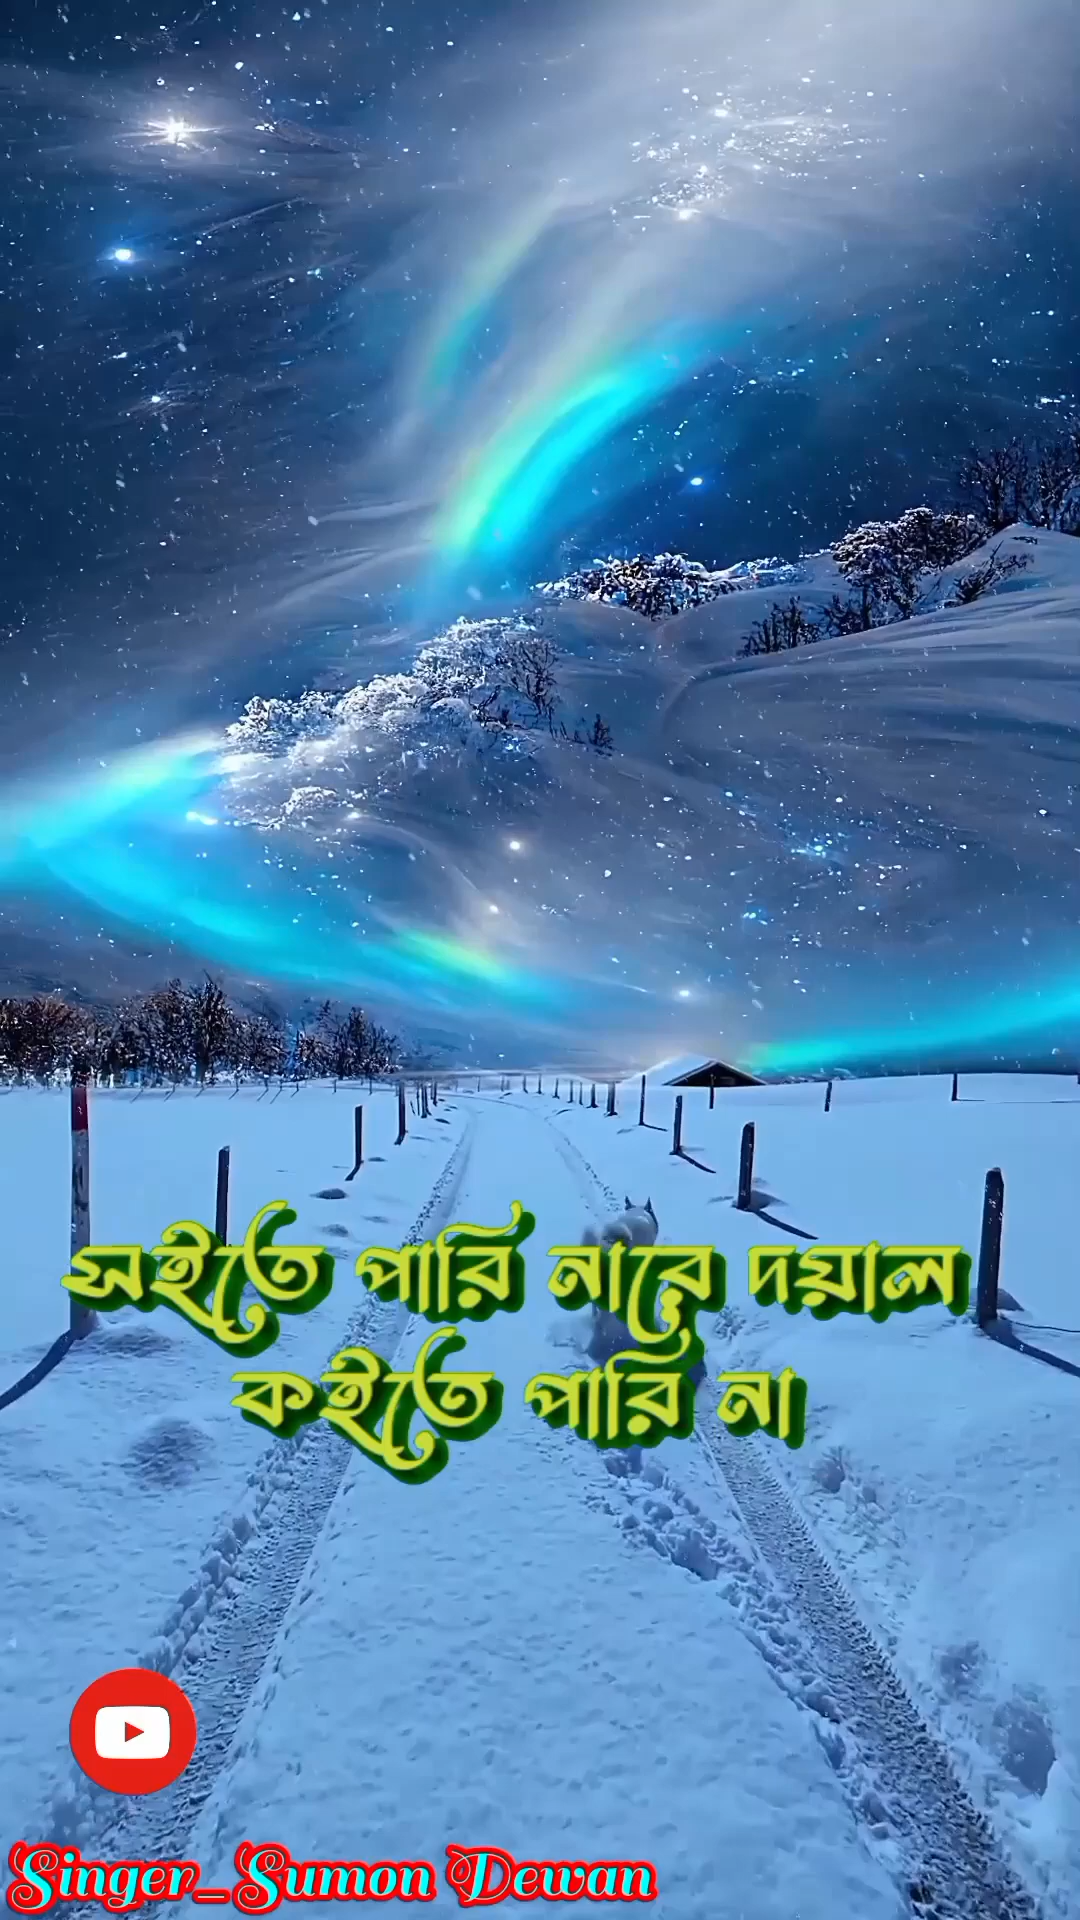 সইতে পারি নারে দয়াল
কইতে পারি না
Singer_Sumon Dewan